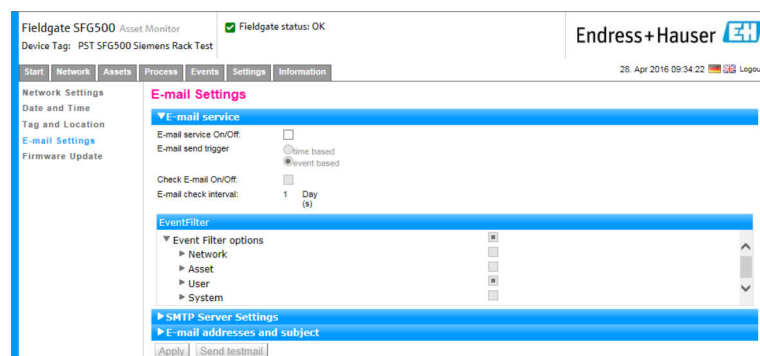 Fieldgate SFG500 Asset Monitor
Fieldgate status: OK
Device Tag: PST SFG500 Siemens Rack Test
Endress+Hauser EH
Start Network Assets Process Events Settings Information
28. Apr 2016 09:34:22 Logou
Network Settings
Date and Time
Tag and Location
E-mail Settings
Firmware Update
E-mail Settings
E-mail service
E-mail service On/Off:
E-mail send trigger
time based
event based
Check E-mail On/Off:
E-mail check interval: 1 Day
(s)
EventFilter
Event Filter options
Network
Asset
User
System
SMTP Server Settings
E-mail addresses and subject
Apply Send testmail